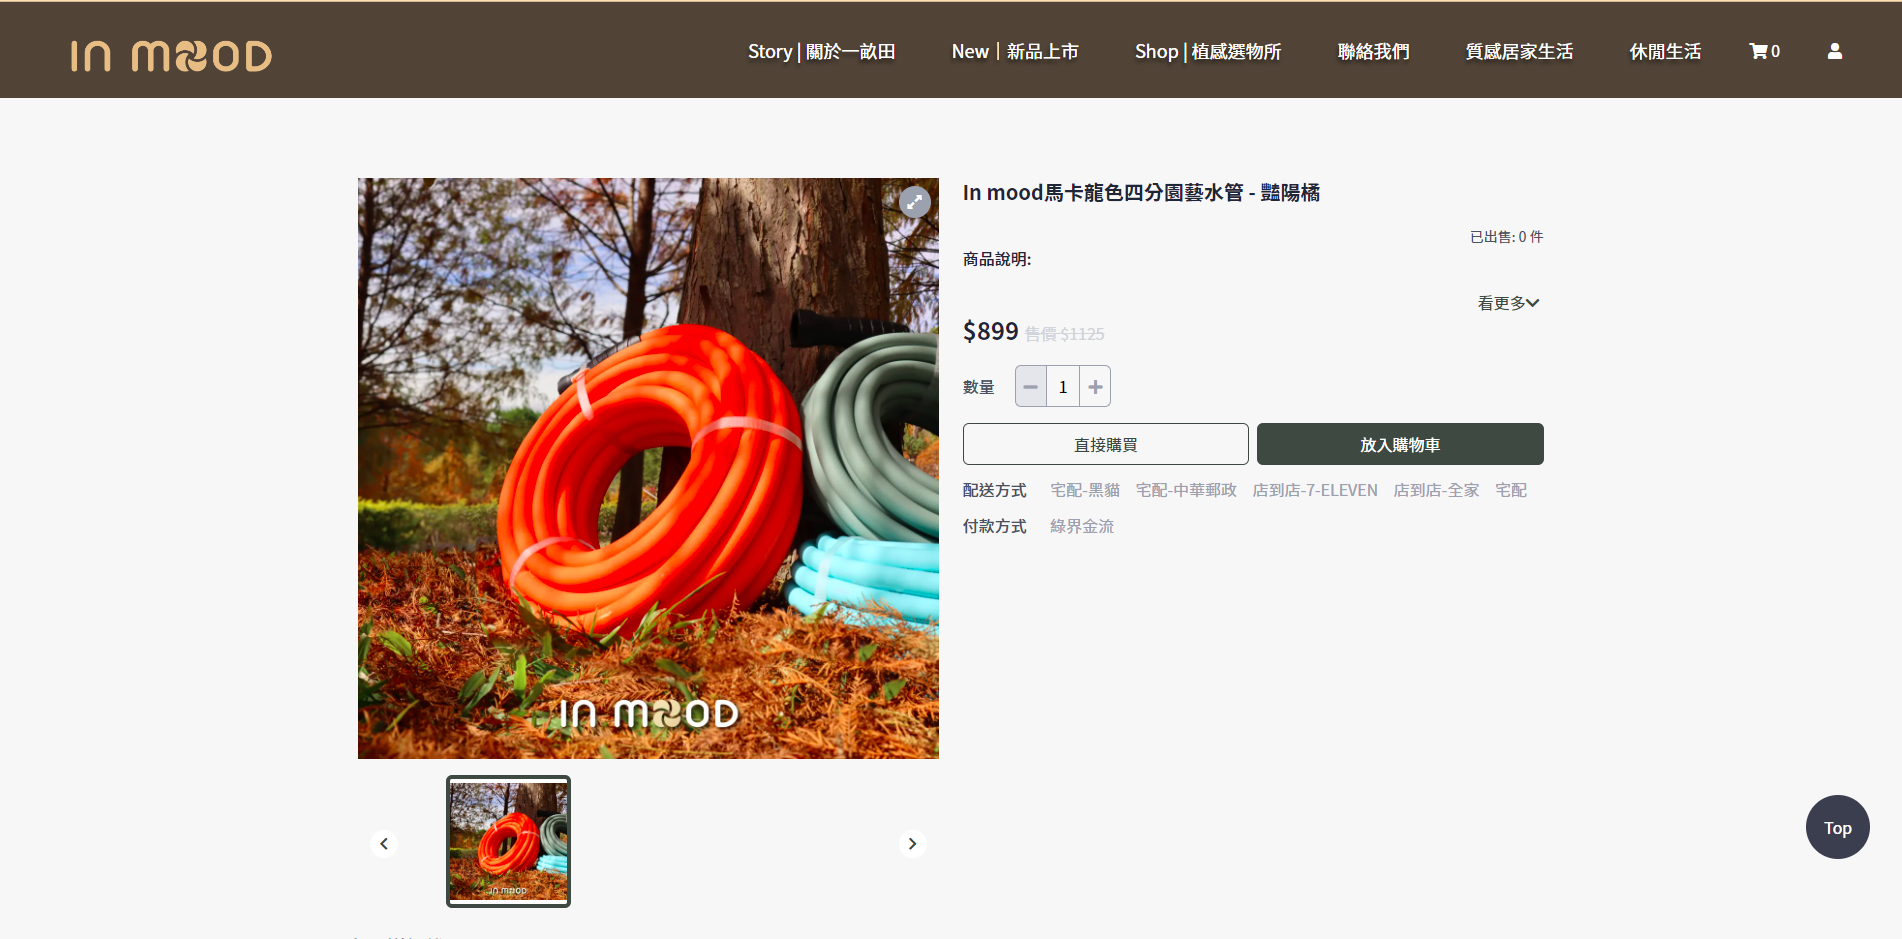 IN MOOD
Story | 關於一畝田
New｜新品上市
Shop | 植感選物所
聯絡我們
質感居家生活
休閒生活
0
In mood馬卡龍色四分園藝水管 - 豔陽橘
已出售: 0 件
商品說明:
看更多
$899 售價 $1125
數量 1
直接購買
放入購物車
配送方式 宅配-黑貓 宅配-中華郵政 店到店-7-ELEVEN 店到店-全家 宅配
付款方式 綠界金流
IN MOOD
IN MOOD
Top